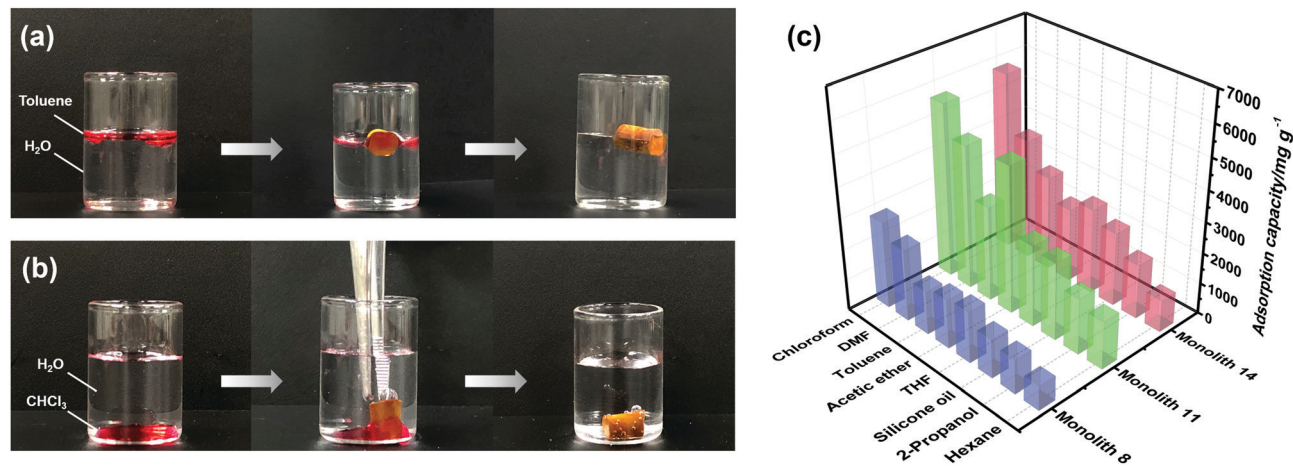 (a)
Toluene
H₂O
(b)
H₂O
CHCl₃
(c)
7000
6000
5000
4000
3000
2000
1000
0
Adsorption capacity/mg g⁻¹
Chloroform
DMF
Toluene
Acetic ether
THF
Silicone oil
2-Propanol
Hexane
Monolith 8
Monolith 11
Monolith 14